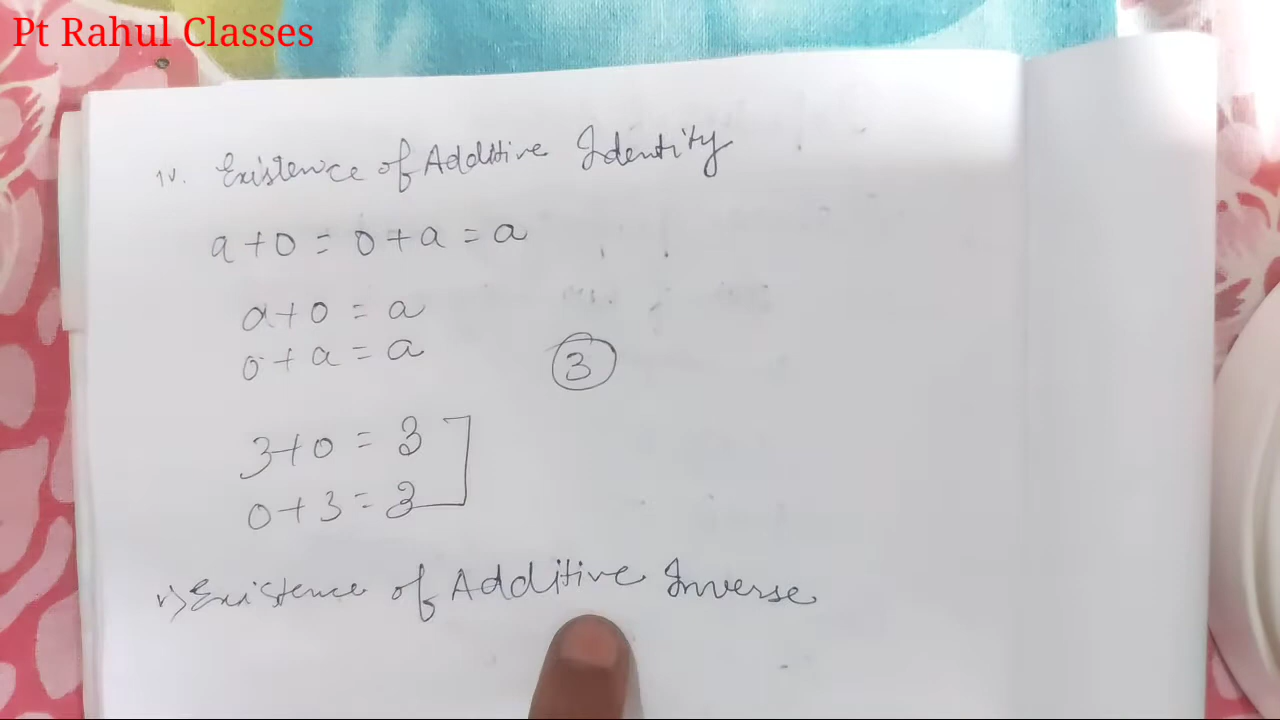 Pt Rahul Classes
iv. Existence of Additive Identity
a+0 = 0+a = a
a+0 = a
0+a = a
3
3+0 = 3
0+3 = 3
v) Existence of Additive Inverse